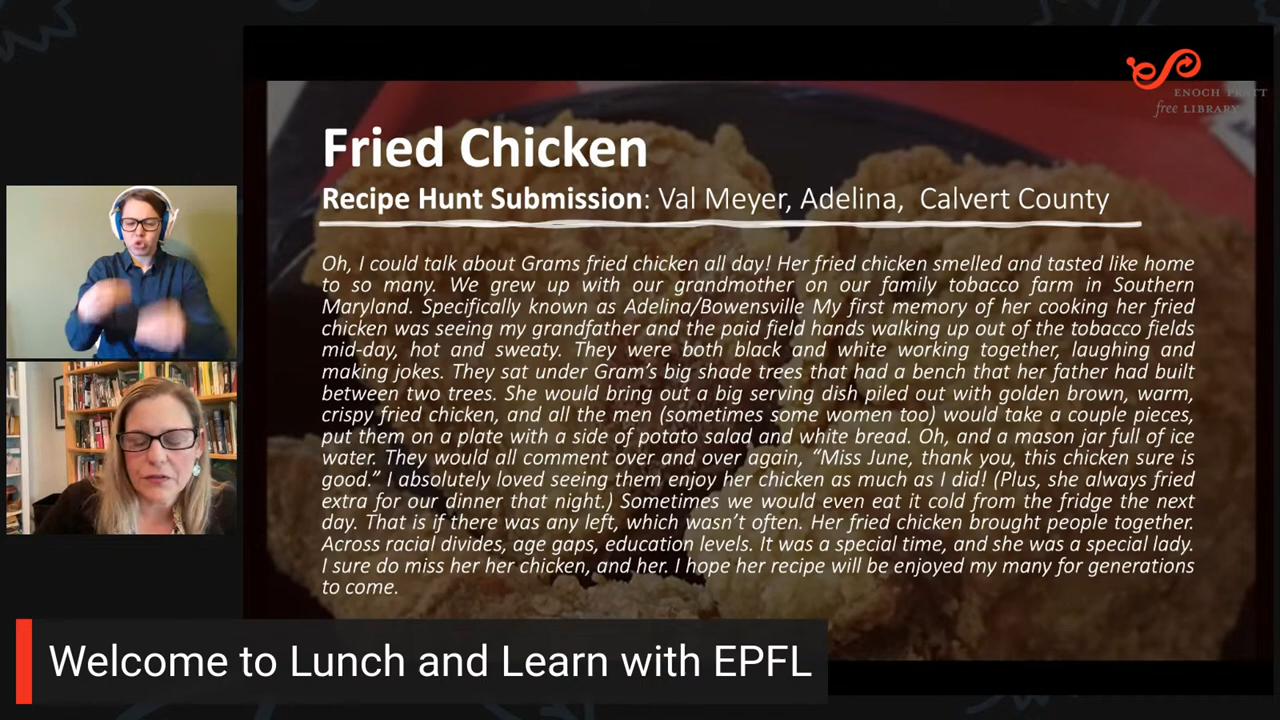 ENOCH PRATT
free LIBRARY
Fried Chicken
Recipe Hunt Submission: Val Meyer, Adelina, Calvert County
Oh, I could talk about Grams fried chicken all day! Her fried chicken smelled and tasted like home
to so many. We grew up with our grandmother on our family tobacco farm in Southern
Maryland. Specifically known as Adelina/Bowensville My first memory of her cooking her fried
chicken was seeing my grandfather and the paid field hands walking up out of the tobacco fields
mid-day, hot and sweaty. They were both black and white working together, laughing and
making jokes. They sat under Gram's big shade trees that had a bench that her father had built
between two trees. She would bring out a big serving dish piled out with golden brown, warm,
crispy fried chicken, and all the men (sometimes some women too) would take a couple pieces,
put them on a plate with a side of potato salad and white bread. Oh, and a mason jar full of ice
water. They would all comment over and over again, “Miss June, thank you, this chicken sure is
good.” I absolutely loved seeing them enjoy her chicken as much as I did! (Plus, she always fried
extra for our dinner that night.) Sometimes we would even eat it cold from the fridge the next
day. That is if there was any left, which wasn't often. Her fried chicken brought people together.
Across racial divides, age gaps, education levels. It was a special time, and she was a special lady.
I sure do miss her her chicken, and her. I hope her recipe will be enjoyed my many for generations
to come.
Welcome to Lunch and Learn with EPFL